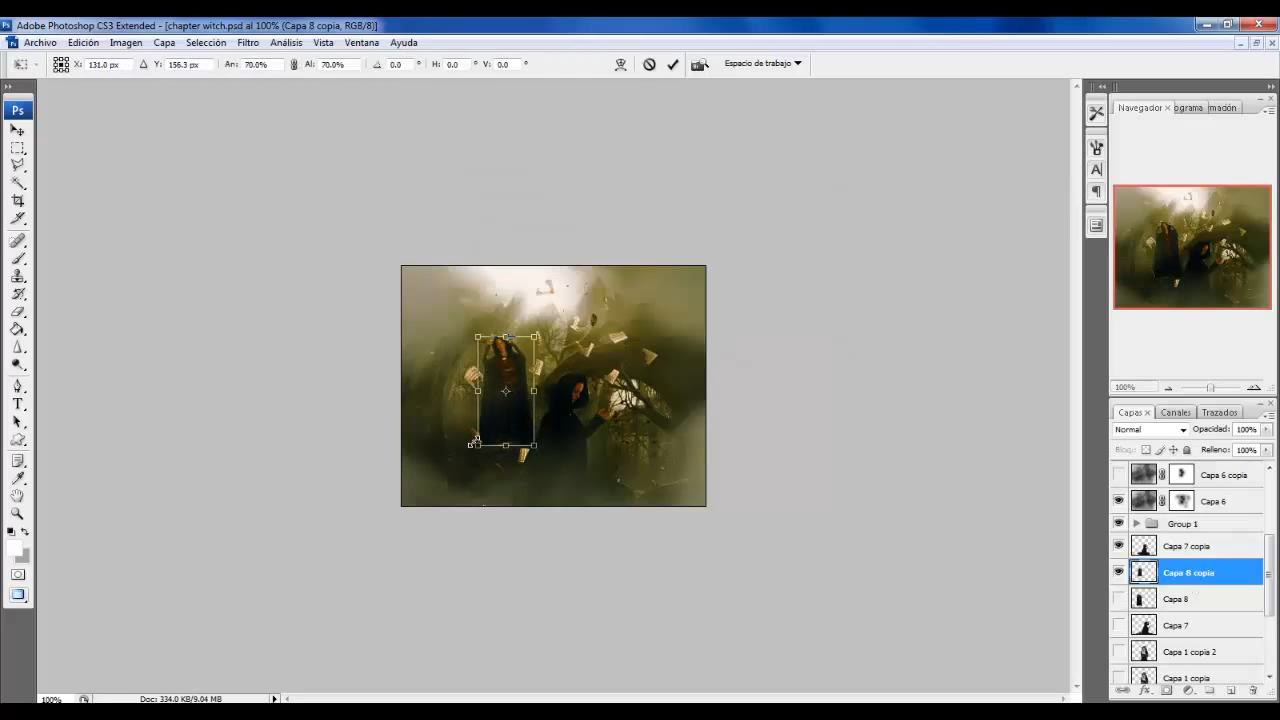 Ps Adobe Photoshop CS3 Extended - [chapter witch.psd al 100% (Capa 8 copia, RGB/8)]
Archivo Edición Imagen Capa Selección Filtro Análisis Vista Ventana Ayuda
X: 131.0 px Y: 156.3 px An: 70.0% Al: 70.0% 0.0 ° H: 0.0 ° V: 0.0 ° Espacio de trabajo
Ps
Navegador × ograma mación
100%
Capas × Canales Trazados
Normal Opacidad: 100%
Bloq.: Relleno: 100%
Capa 6 copia
Capa 6
Group 1
Capa 7 copia
Capa 8 copia
Capa 8
Capa 7
Capa 1 copia 2
Capa 1 copia
100% Doc: 334.0 KB/9.04 MB